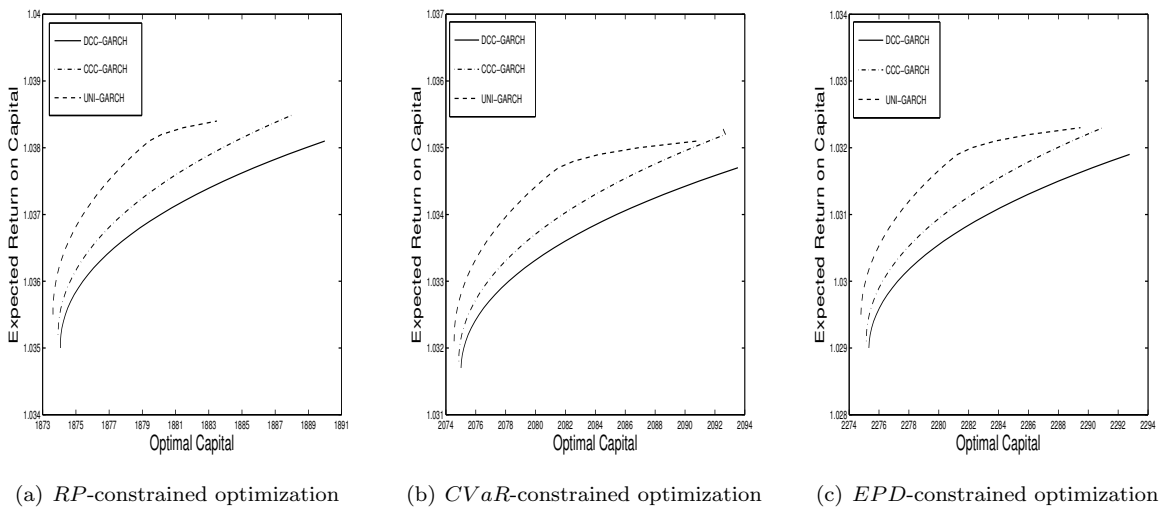 1.04
1.039
1.038
1.037
1.036
1.035
1.034
Expected Return on Capital
DCC-GARCH
CCC-GARCH
UNI-GARCH
1873 1875 1877 1879 1881 1883 1885 1887 1889 1891
Optimal Capital
(a) RP-constrained optimization
1.037
1.036
1.035
1.034
1.033
1.032
1.031
Expected Return on Capital
DCC-GARCH
CCC-GARCH
UNI-GARCH
2074 2076 2078 2080 2082 2084 2086 2088 2090 2092 2094
Optimal Capital
(b) CVaR-constrained optimization
1.034
1.033
1.032
1.031
1.03
1.029
1.028
Expected Return on Capital
DCC-GARCH
CCC-GARCH
UNI-GARCH
2274 2276 2278 2280 2282 2284 2286 2288 2290 2292 2294
Optimal Capital
(c) EPD-constrained optimization